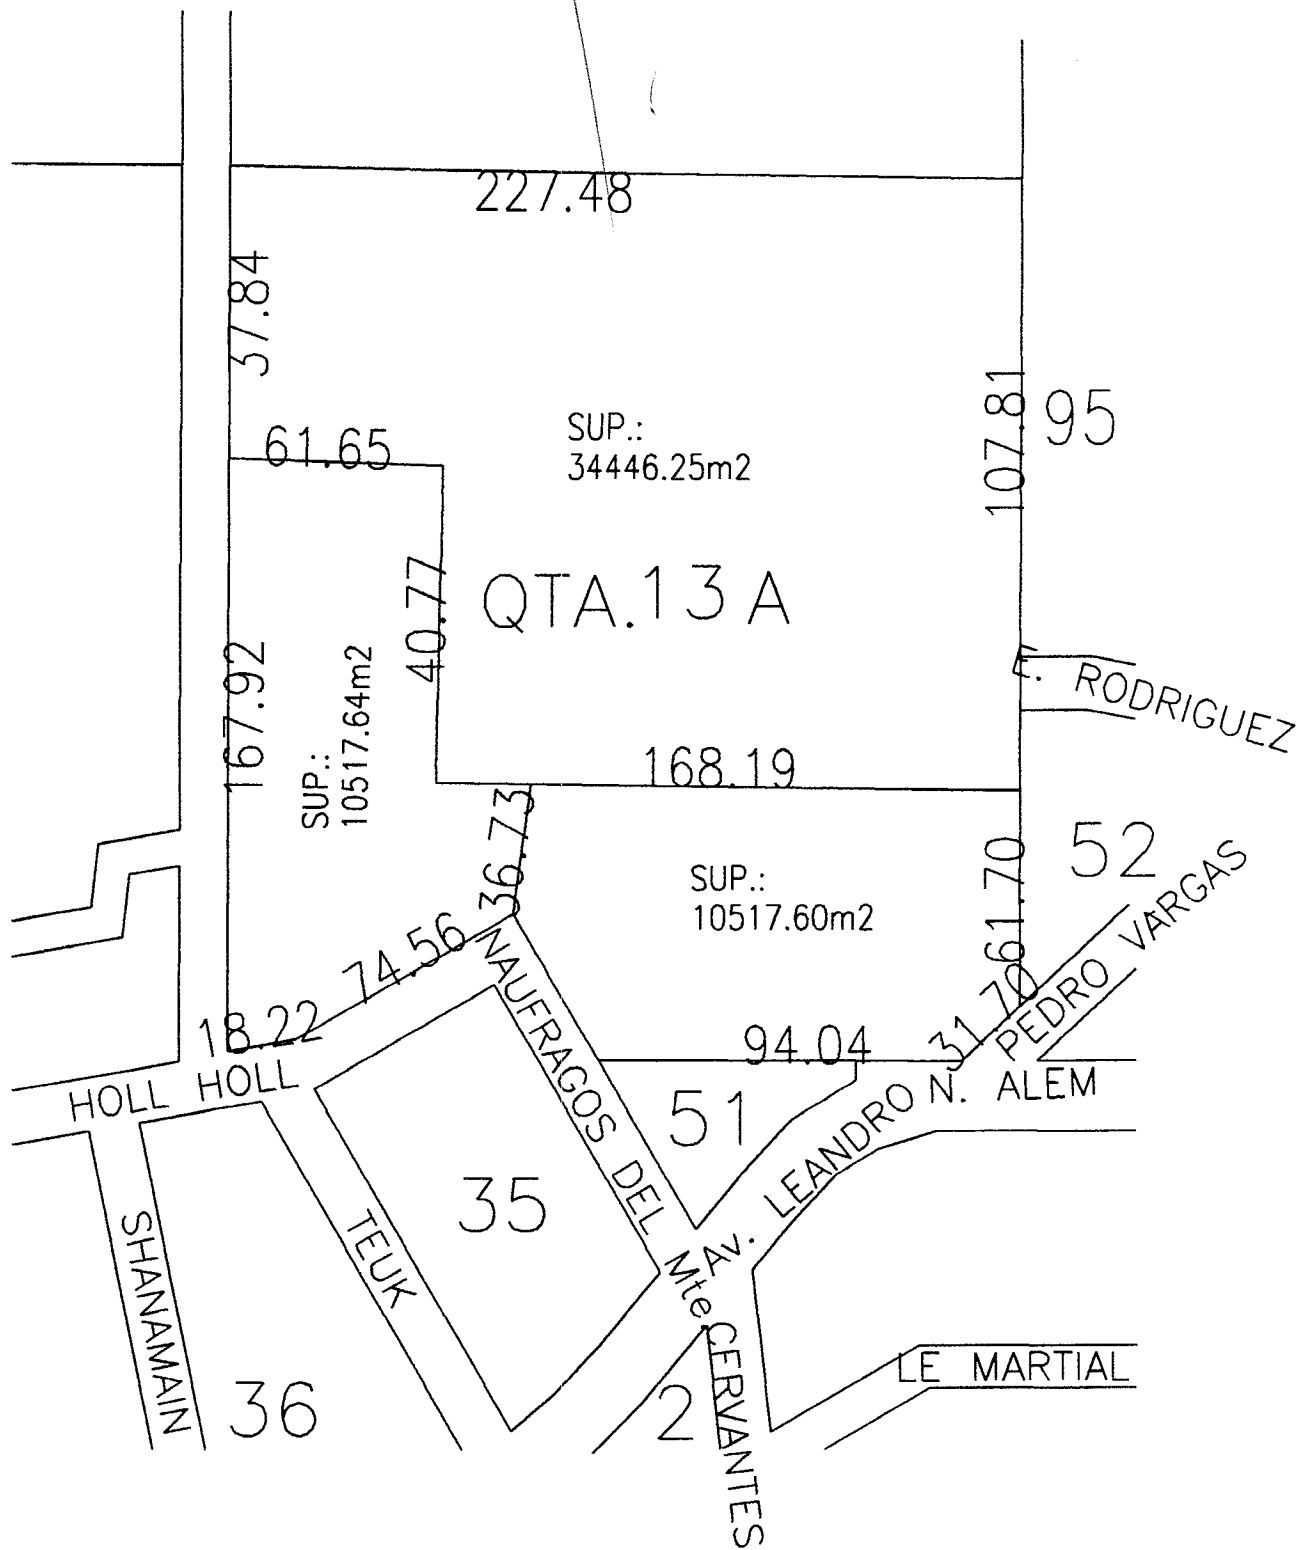 227.48
37.84
107.81
95
SUP.:
34446.25m2
61.65
40.77
QTA.13 A
167.92
SUP.:
10517.64m2
E. RODRIGUEZ
168.19
36.73
SUP.:
10517.60m2
61.70
52
PEDRO VARGAS
74.56
18.22
94.04
31.70
HOLL HOLL
NAUFRAGOS DEL Mte CERVANTES
51
Av. LEANDRO N. ALEM
35
SHANAMAIN
TEUK
LE MARTIAL
36
2